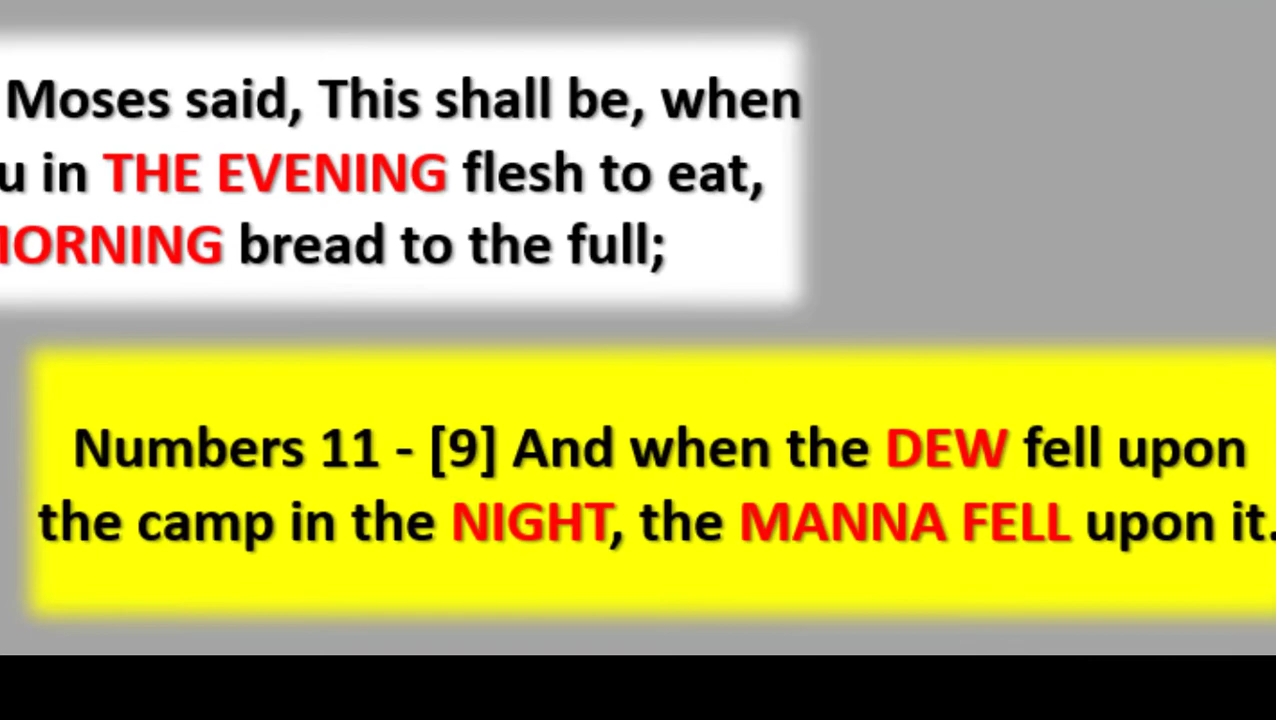 Moses said, This shall be, when
u in THE EVENING flesh to eat,
MORNING bread to the full;
Numbers 11 - [9] And when the DEW fell upon
the camp in the NIGHT, the MANNA FELL upon it.